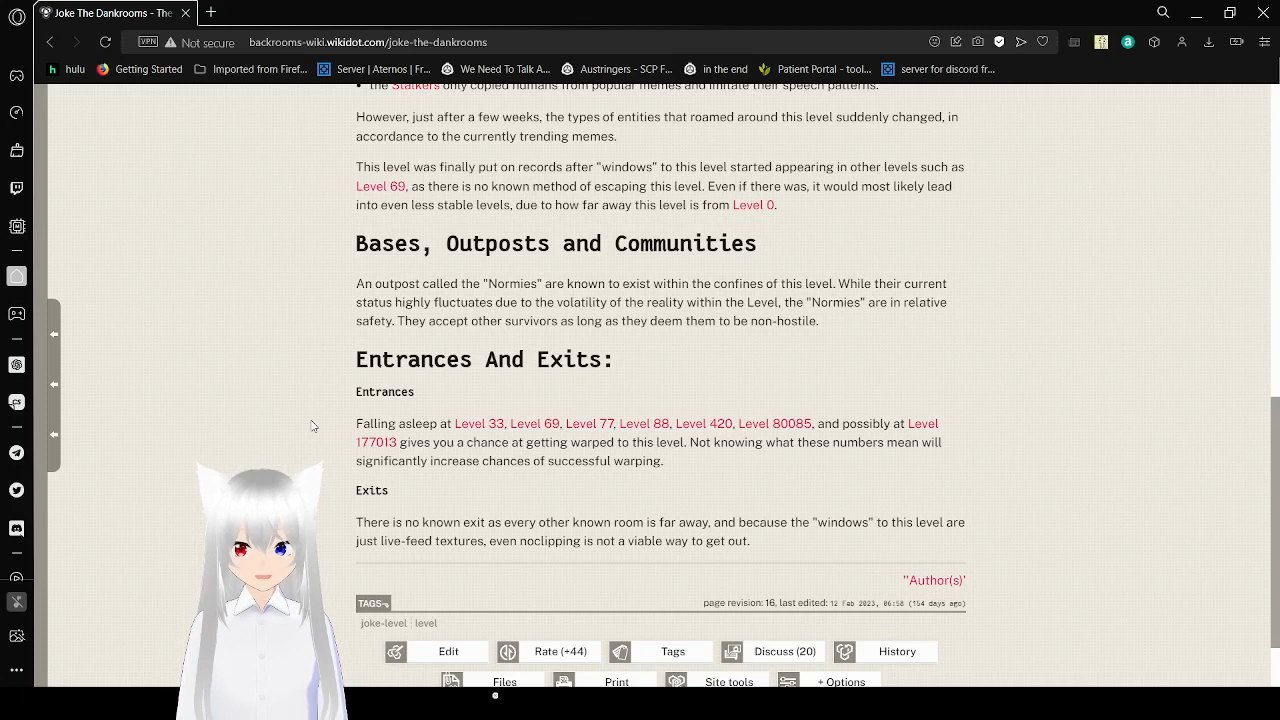 Joke The Dankrooms - The
VPN Not secure backrooms-wiki.wikidot.com/joke-the-dankrooms
hulu Getting Started Imported from Firef... Server | Aternos | Fr... We Need To Talk A... Austringers - SCP F... in the end Patient Portal - tool... server for discord fr...
the Stalkers only copied humans from popular memes and imitate their speech patterns.
However, just after a few weeks, the types of entities that roamed around this level suddenly changed, in
accordance to the currently trending memes.
This level was finally put on records after "windows" to this level started appearing in other levels such as
Level 69, as there is no known method of escaping this level. Even if there was, it would most likely lead
into even less stable levels, due to how far away this level is from Level 0.
Bases, Outposts and Communities
An outpost called the "Normies" are known to exist within the confines of this level. While their current
status highly fluctuates due to the volatility of the reality within the Level, the "Normies" are in relative
safety. They accept other survivors as long as they deem them to be non-hostile.
Entrances And Exits:
Entrances
Falling asleep at Level 33, Level 69, Level 77, Level 88, Level 420, Level 80085, and possibly at Level
177013 gives you a chance at getting warped to this level. Not knowing what these numbers mean will
significantly increase chances of successful warping.
Exits
There is no known exit as every other known room is far away, and because the "windows" to this level are
just live-feed textures, even noclipping is not a viable way to get out.
"Author(s)'
TAGS
page revision: 16, last edited: 12 Feb 2023, 06:58 (154 days ago)
joke-level level
Edit Rate (+44) Tags Discuss (20) History
Files Print Site tools + Options